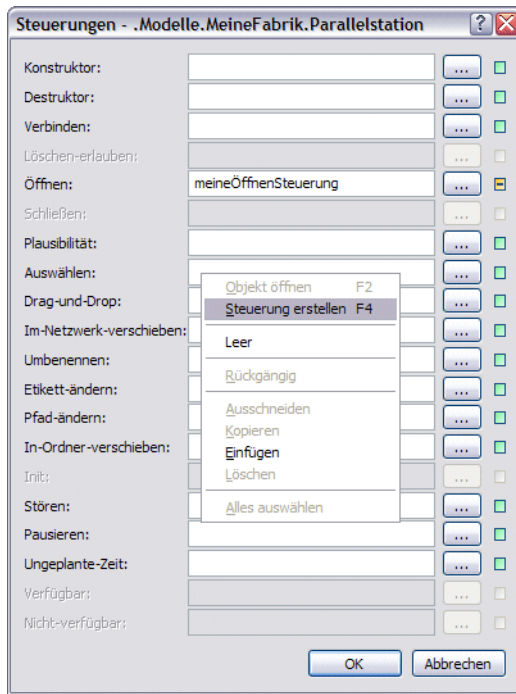 Steuerungen - .Modelle.MeineFabrik.Parallelstation
Konstruktor: ...
Destruktor: ...
Verbinden: ...
Löschen-erlauben: ...
Öffnen: meineÖffnenSteuerung ...
Schließen: ...
Plausibilität: ...
Auswählen: ...
Objekt öffnen F2
Drag-und-Drop: ...
Steuerung erstellen F4
Im-Netzwerk-verschieben: ...
Leer
Umbenennen: ...
Rückgängig
Etikett-ändern: ...
Ausschneiden
Pfad-ändern: ...
Kopieren
In-Ordner-verschieben: ...
Einfügen
Init: ...
Löschen
Stören: ...
Alles auswählen
Pausieren: ...
Ungeplante-Zeit: ...
Verfügbar: ...
Nicht-verfügbar: ...
OK Abbrechen